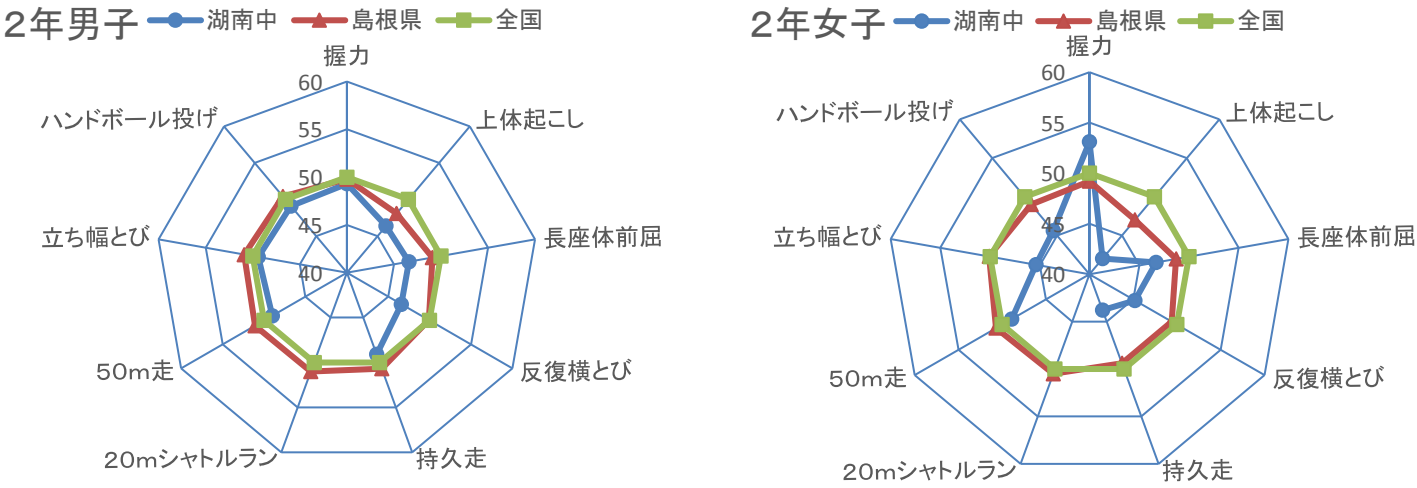 2年男子 湖南中 島根県 全国
握力
上体起こし
長座体前屈
反復横とび
持久走
20mシャトルラン
50m走
立ち幅とび
ハンドボール投げ
60
55
50
45
40
2年女子 湖南中 島根県 全国
握力
上体起こし
長座体前屈
反復横とび
持久走
20mシャトルラン
50m走
立ち幅とび
ハンドボール投げ
60
55
50
45
40